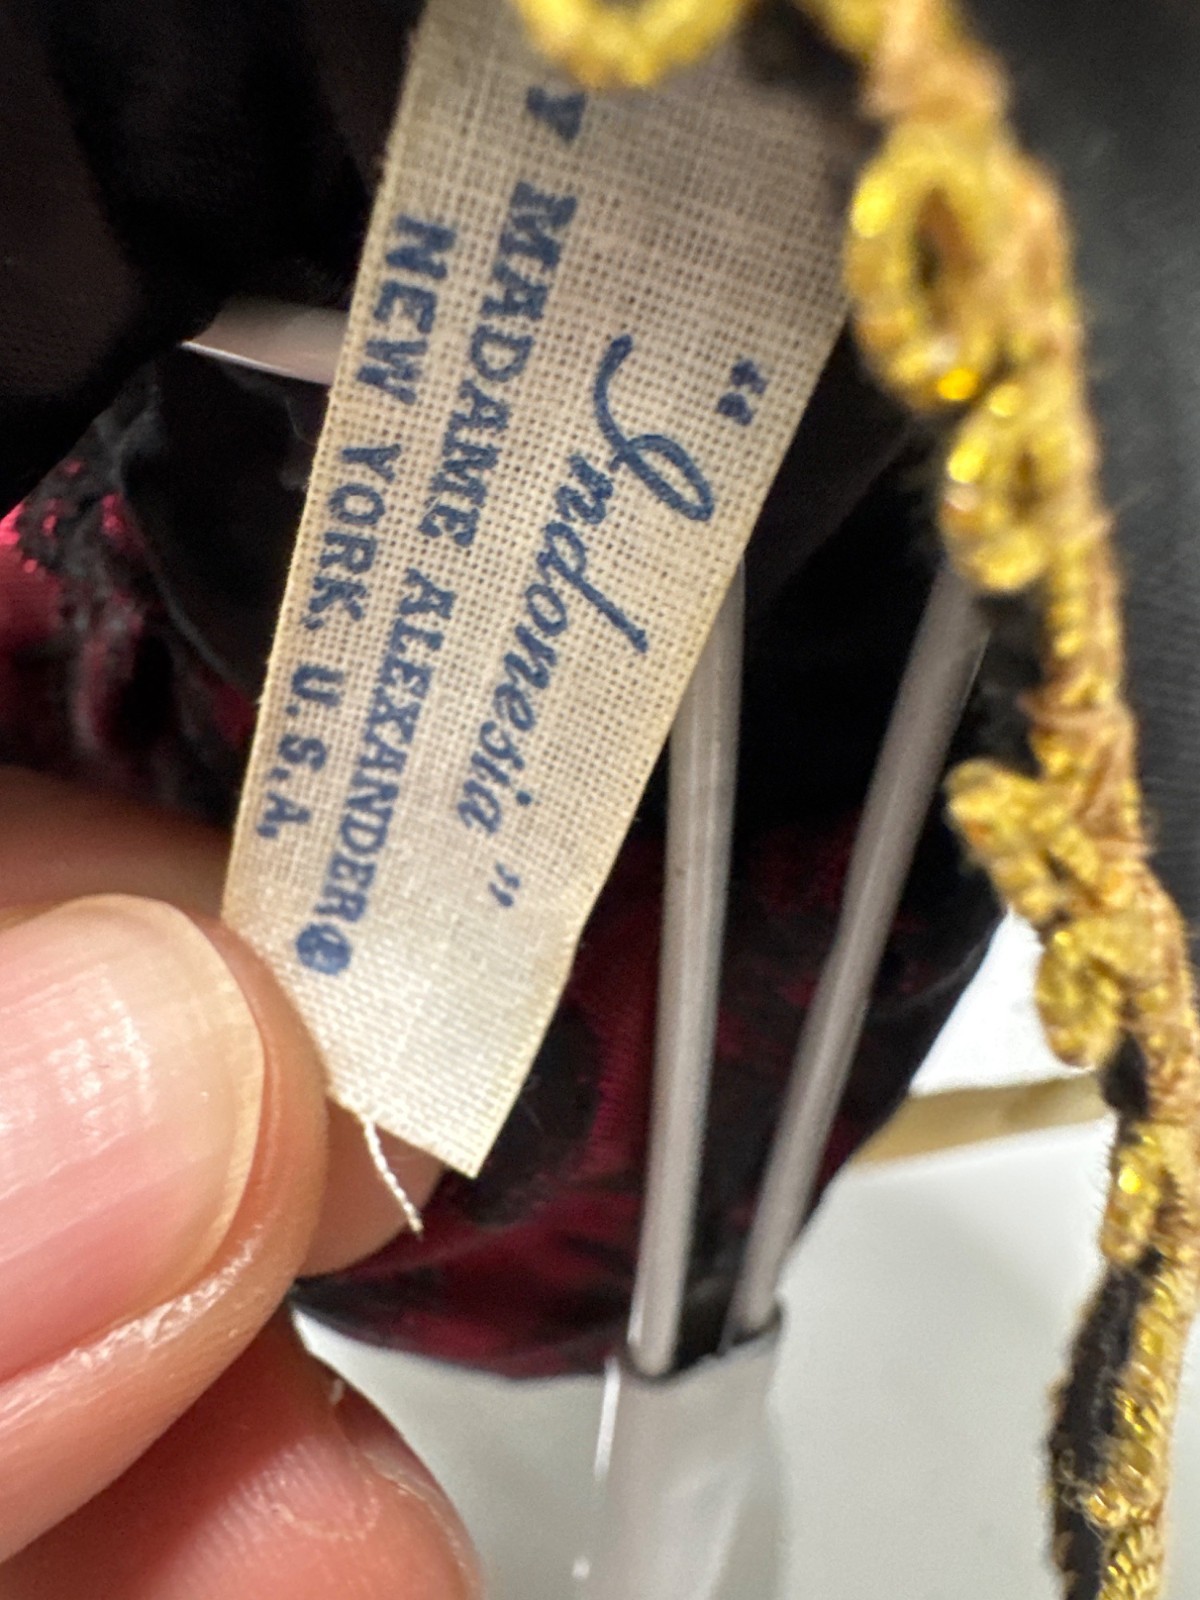 “Indonesia”
Y MADAME ALEXANDER®
NEW YORK, U.S.A.